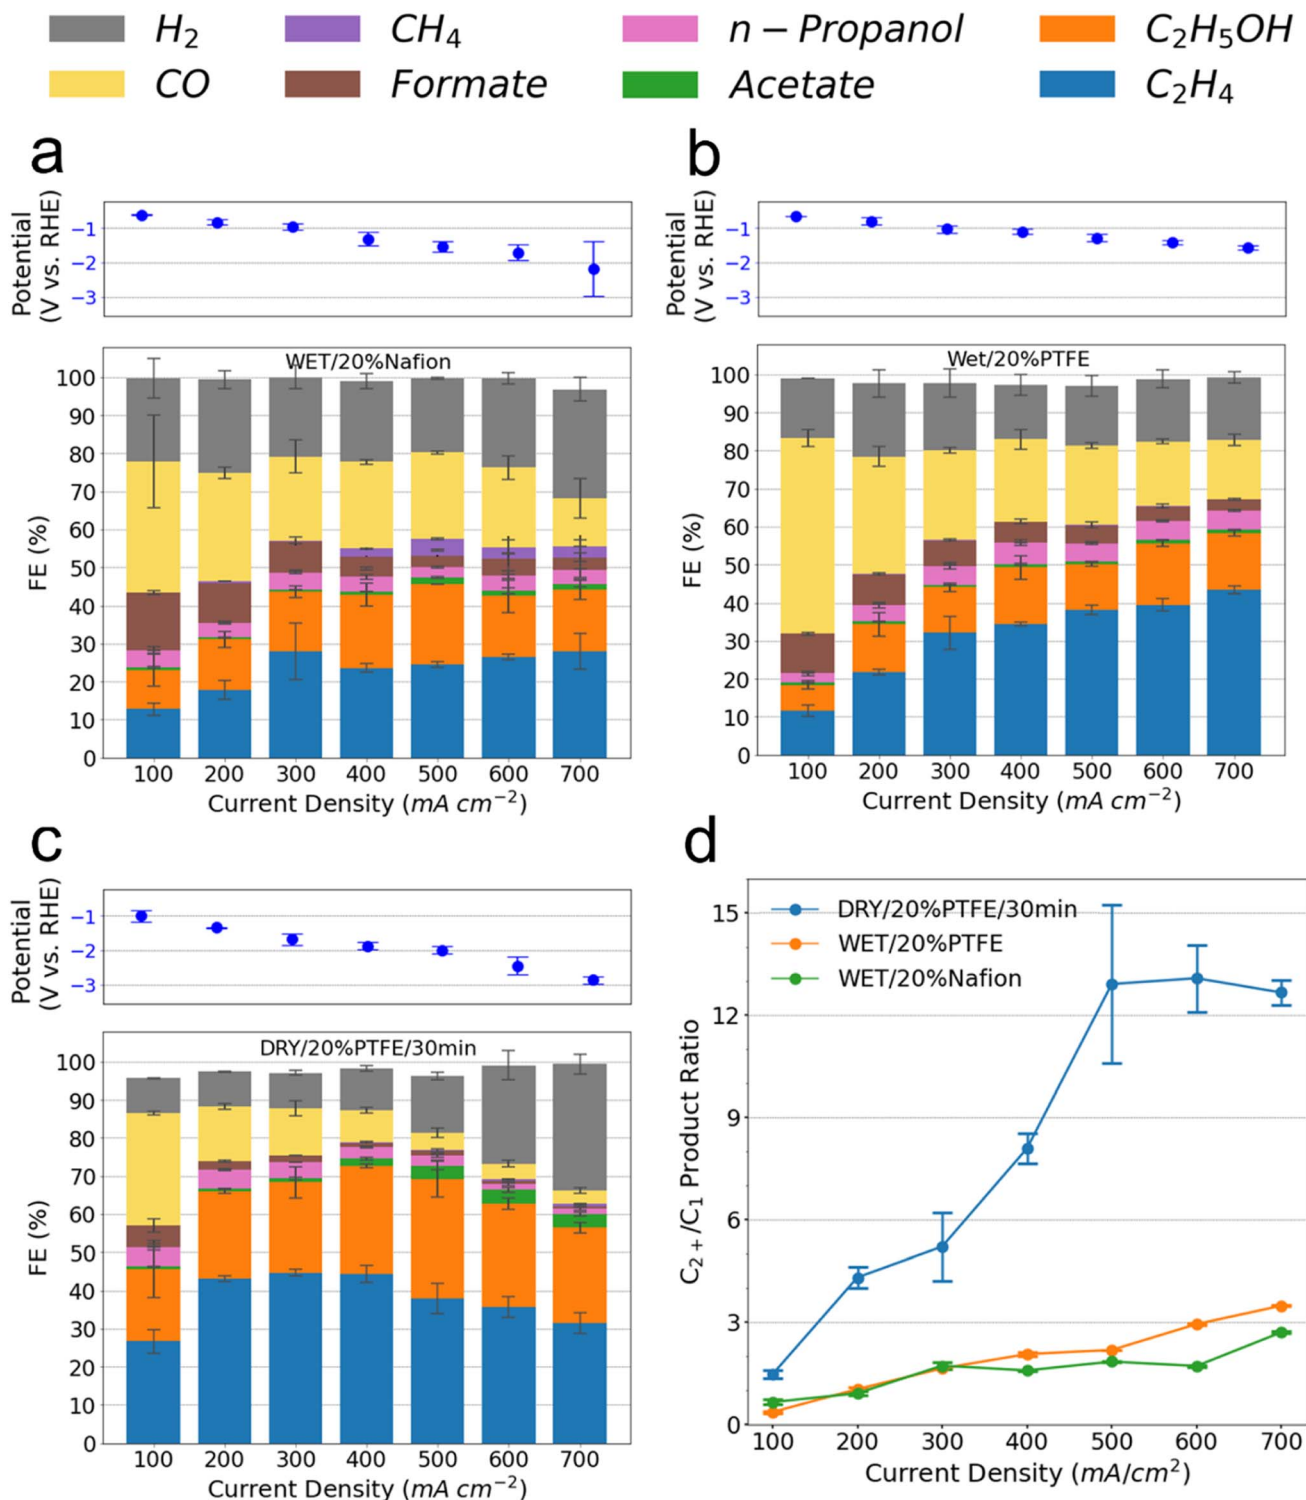 H₂ CH₄ n − Propanol C₂H₅OH
CO Formate Acetate C₂H₄
a
Potential
(V vs. RHE)
−1
−2
−3
WET/20%Nafion
FE (%)
100
90
80
70
60
50
40
30
20
10
0
100 200 300 400 500 600 700
Current Density (mA cm⁻²)
b
Potential
(V vs. RHE)
−1
−2
−3
Wet/20%PTFE
FE (%)
100
90
80
70
60
50
40
30
20
10
0
100 200 300 400 500 600 700
Current Density (mA cm⁻²)
c
Potential
(V vs. RHE)
−1
−2
−3
DRY/20%PTFE/30min
FE (%)
100
90
80
70
60
50
40
30
20
10
0
100 200 300 400 500 600 700
Current Density (mA cm⁻²)
d
DRY/20%PTFE/30min
WET/20%PTFE
WET/20%Nafion
C₂₊/C₁ Product Ratio
15
12
9
6
3
0
100 200 300 400 500 600 700
Current Density (mA/cm²)